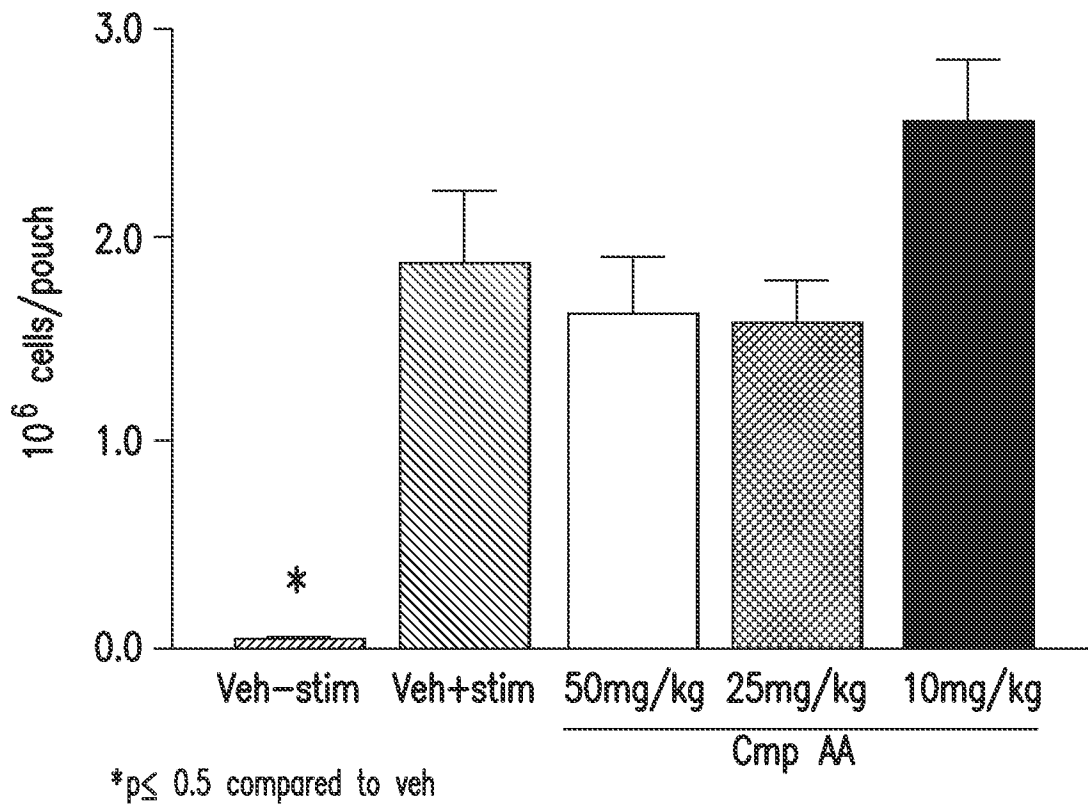 3.0
2.0
1.0
0.0
10⁶ cells/pouch
*
Veh-stim Veh+stim 50mg/kg 25mg/kg 10mg/kg
Cmp AA
*p≤ 0.5 compared to veh